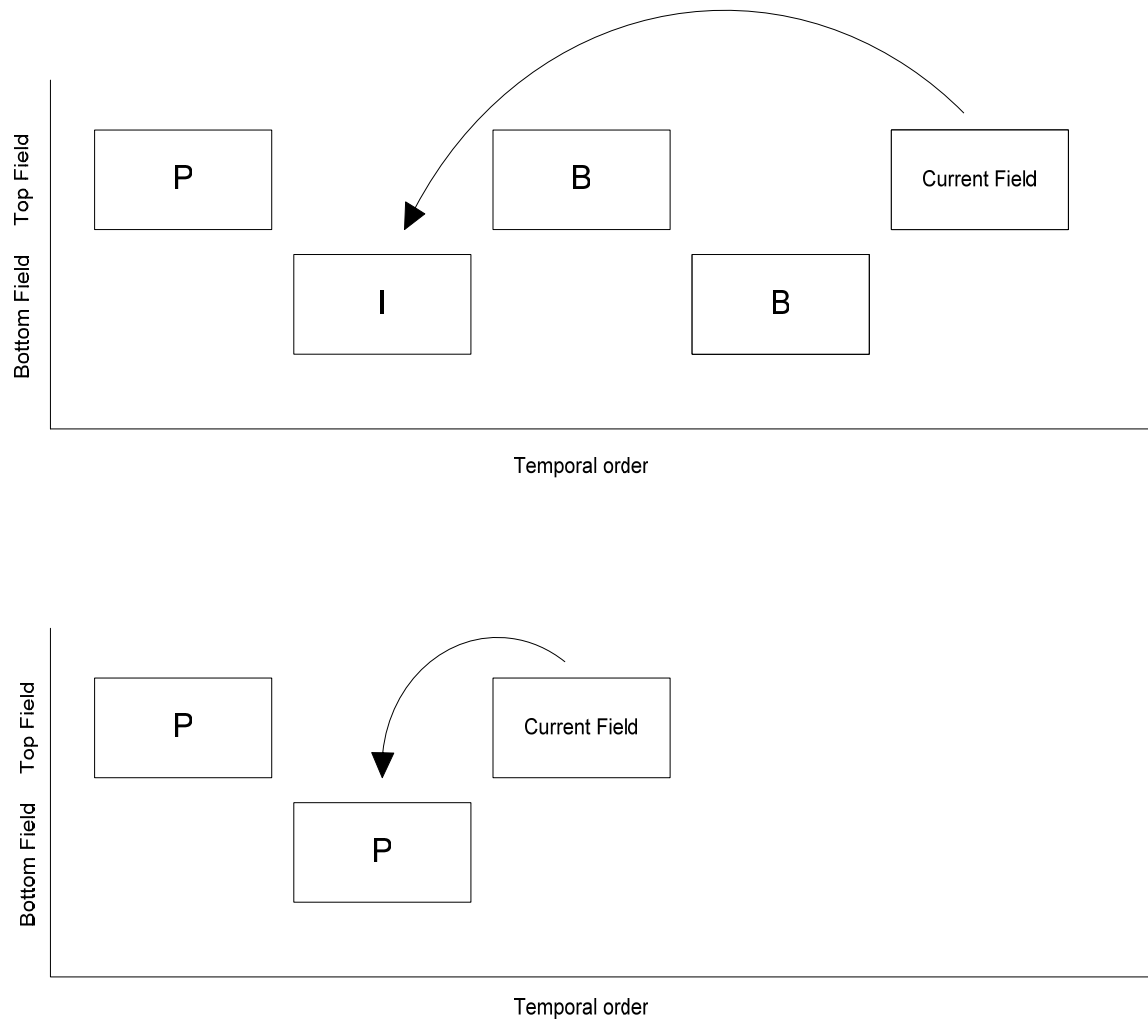 Top Field
P
B
Current Field
Bottom Field
I
B
Temporal order
Top Field
P
Current Field
Bottom Field
P
Temporal order